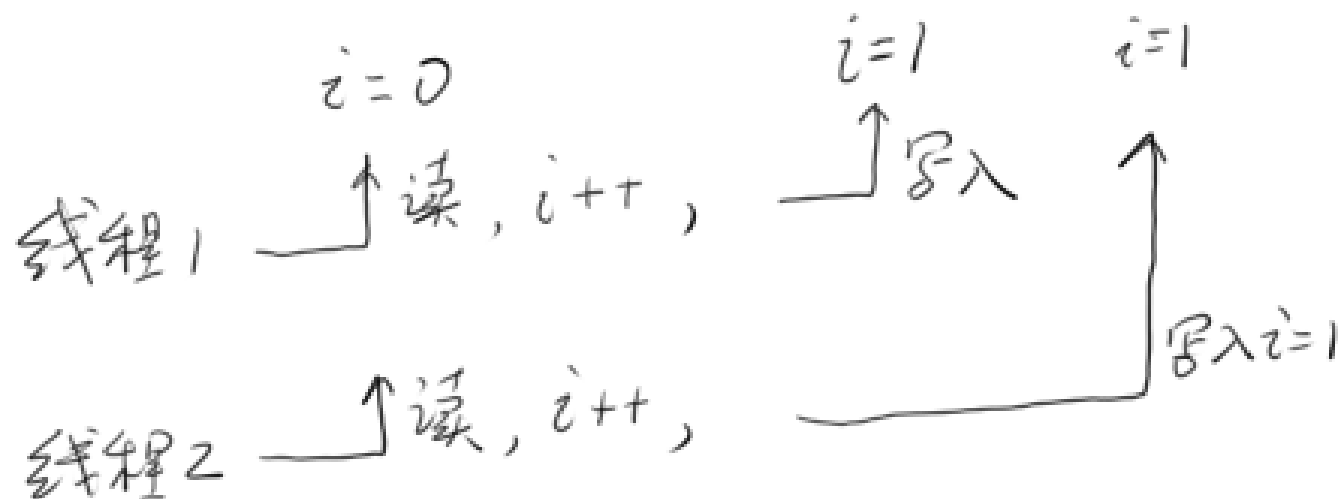 i=0 i=1 i=1
线程1 读, i++, 写入
写入i=1
线程2 读, i++,